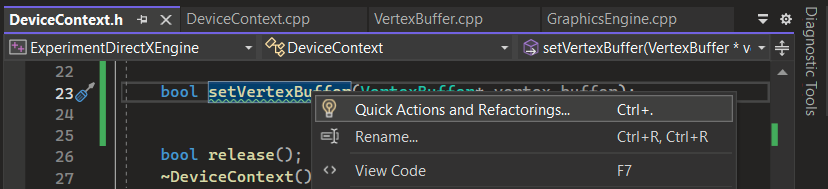 DeviceContext.h DeviceContext.cpp VertexBuffer.cpp GraphicsEngine.cpp
ExperimentDirectXEngine DeviceContext setVertexBuffer(VertexBuffer * v
22
23 bool setVertexBuffer(VertexBuffer* vertex_buffer);
24 Quick Actions and Refactorings... Ctrl+.
25 Rename... Ctrl+R, Ctrl+R
26 bool release();
View Code F7
27 ~DeviceContext()
Diagnostic Tools